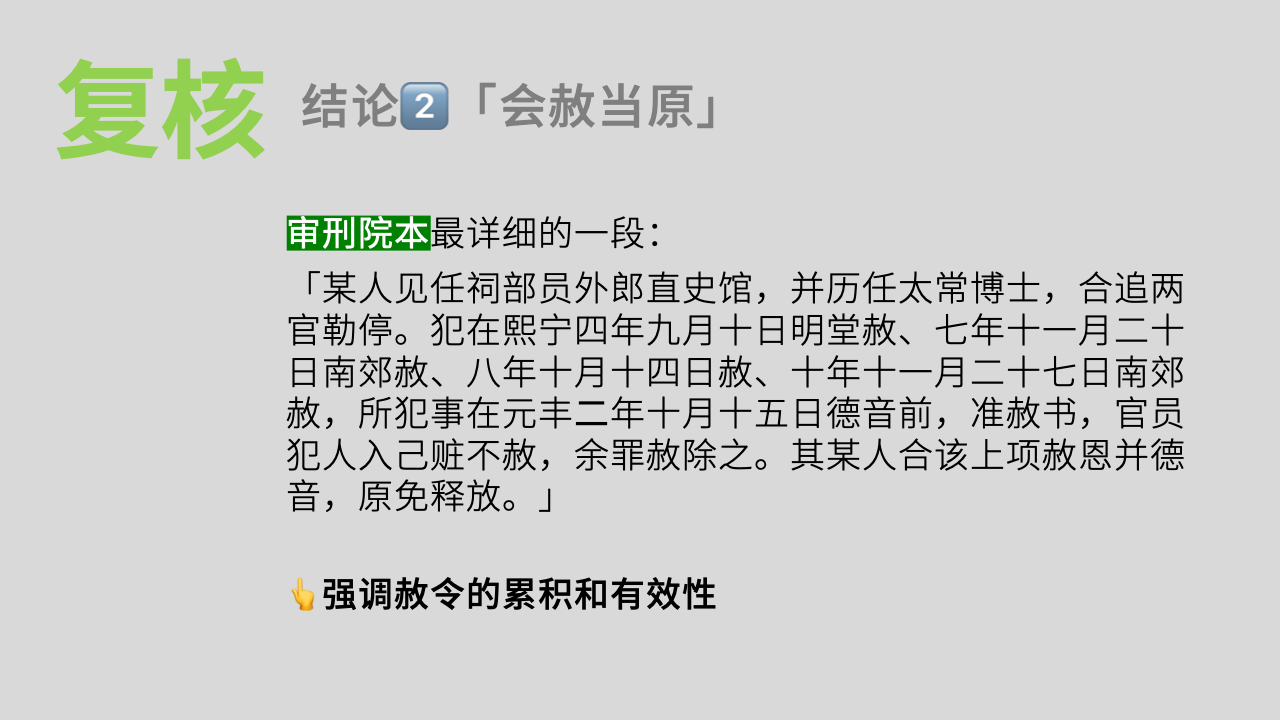 复核 结论2️⃣「会赦当原」
审刑院本最详细的一段：
「某人见任祠部员外郎直史馆，并历任太常博士，合追两
官勒停。犯在熙宁四年九月十日明堂赦、七年十一月二十
日南郊赦、八年十月十四日赦、十年十一月二十七日南郊
赦，所犯事在元丰二年十月十五日德音前，准赦书，官员
犯人入己赃不赦，余罪赦除之。其某人合该上项赦恩并德
音，原免释放。」
👆强调赦令的累积和有效性